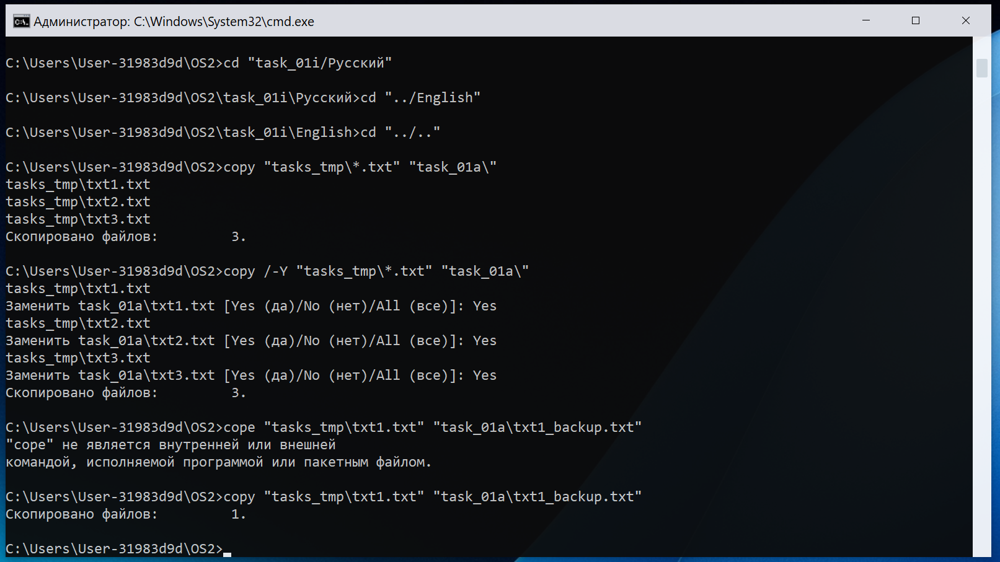 Администратор: C:\Windows\System32\cmd.exe
C:\Users\User-31983d9d\OS2>cd "task_01i/Русский"
C:\Users\User-31983d9d\OS2\task_01i\Русский>cd "../English"
C:\Users\User-31983d9d\OS2\task_01i\English>cd "../.."
C:\Users\User-31983d9d\OS2>copy "tasks_tmp\*.txt" "task_01a\"
tasks_tmp\txt1.txt
tasks_tmp\txt2.txt
tasks_tmp\txt3.txt
Скопировано файлов:         3.
C:\Users\User-31983d9d\OS2>copy /-Y "tasks_tmp\*.txt" "task_01a\"
tasks_tmp\txt1.txt
Заменить task_01a\txt1.txt [Yes (да)/No (нет)/All (все)]: Yes
tasks_tmp\txt2.txt
Заменить task_01a\txt2.txt [Yes (да)/No (нет)/All (все)]: Yes
tasks_tmp\txt3.txt
Заменить task_01a\txt3.txt [Yes (да)/No (нет)/All (все)]: Yes
Скопировано файлов:         3.
C:\Users\User-31983d9d\OS2>cope "tasks_tmp\txt1.txt" "task_01a\txt1_backup.txt"
"cope" не является внутренней или внешней
командой, исполняемой программой или пакетным файлом.
C:\Users\User-31983d9d\OS2>copy "tasks_tmp\txt1.txt" "task_01a\txt1_backup.txt"
Скопировано файлов:         1.
C:\Users\User-31983d9d\OS2>